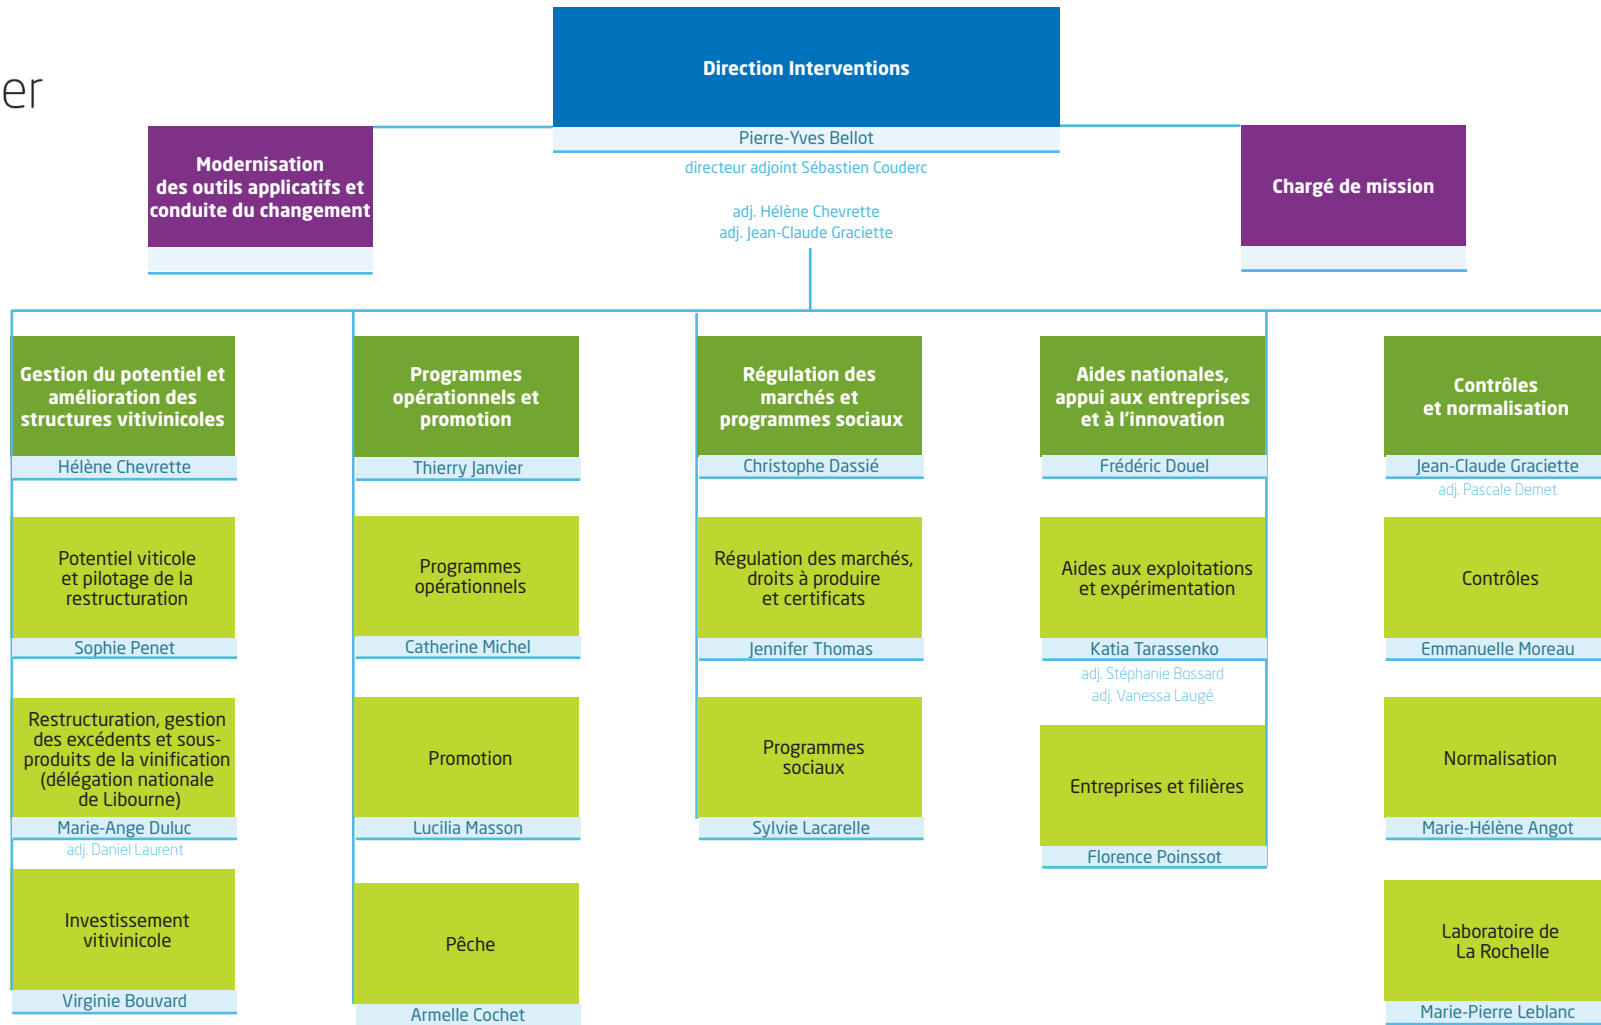 er
Direction Interventions
Pierre-Yves Bellot
directeur adjoint Sébastien Couderc
adj. Hélène Chevrette
adj. Jean-Claude Graciette
Modernisation
des outils applicatifs et
conduite du changement
Chargé de mission
Gestion du potentiel et
amélioration des
structures vitivinicoles
Hélène Chevrette
Potentiel viticole
et pilotage de la
restructuration
Sophie Penet
Restructuration, gestion
des excédents et sous-
produits de la vinification
(délégation nationale
de Libourne)
Marie-Ange Duluc
adj. Daniel Laurent
Investissement
vitivinicole
Virginie Bouvard
Programmes
opérationnels et
promotion
Thierry Janvier
Programmes
opérationnels
Catherine Michel
Promotion
Lucilia Masson
Pêche
Armelle Cochet
Régulation des
marchés et
programmes sociaux
Christophe Dassié
Régulation des marchés,
droits à produire
et certificats
Jennifer Thomas
Programmes
sociaux
Sylvie Lacarelle
Aides nationales,
appui aux entreprises
et à l'innovation
Frédéric Douel
Aides aux exploitations
et expérimentation
Katia Tarassenko
adj. Stéphanie Bossard
adj. Vanessa Laugé
Entreprises et filières
Florence Poinssot
Contrôles
et normalisation
Jean-Claude Graciette
adj. Pascale Demet
Contrôles
Emmanuelle Moreau
Normalisation
Marie-Hélène Angot
Laboratoire de
La Rochelle
Marie-Pierre Leblanc